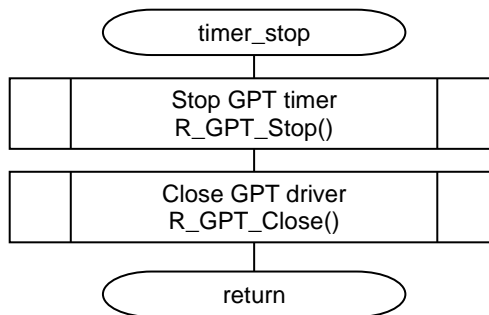 timer_stop
Stop GPT timer
R_GPT_Stop()
Close GPT driver
R_GPT_Close()
return